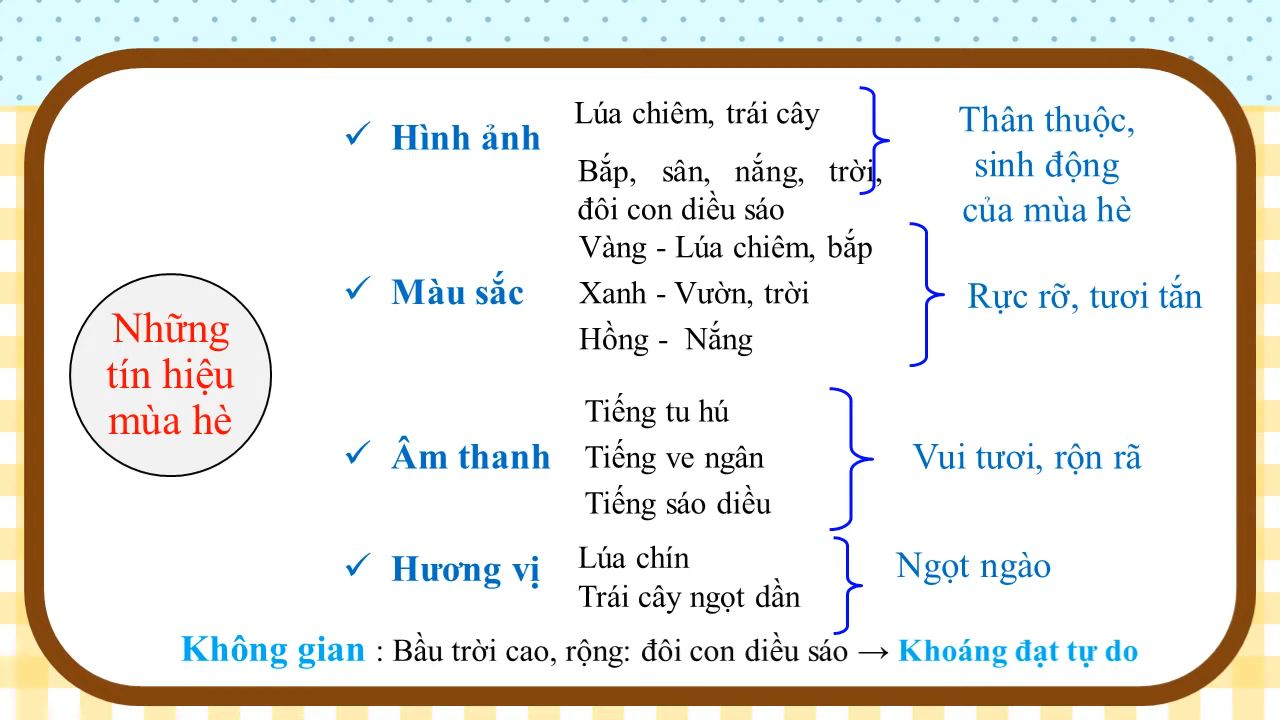 Những
tín hiệu
mùa hè
✓ Hình ảnh
Lúa chiêm, trái cây
Bắp, sân, nắng, trời,
đôi con diều sáo
Thân thuộc,
sinh động
của mùa hè
✓ Màu sắc
Vàng - Lúa chiêm, bắp
Xanh - Vườn, trời
Hồng - Nắng
Rực rỡ, tươi tắn
✓ Âm thanh
Tiếng tu hú
Tiếng ve ngân
Tiếng sáo diều
Vui tươi, rộn rã
✓ Hương vị
Lúa chín
Trái cây ngọt dần
Ngọt ngào
Không gian : Bầu trời cao, rộng: đôi con diều sáo → Khoáng đạt tự do